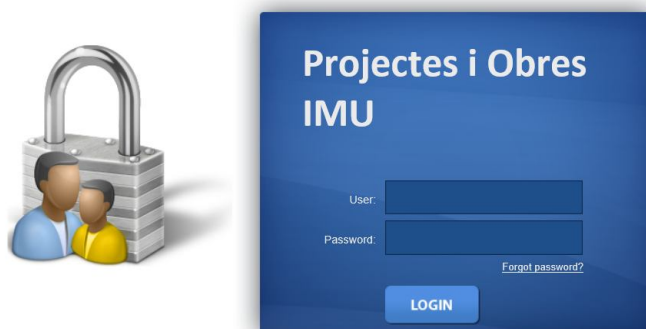 Projectes i Obres
IMU
User:
Password:
Forgot password?
LOGIN